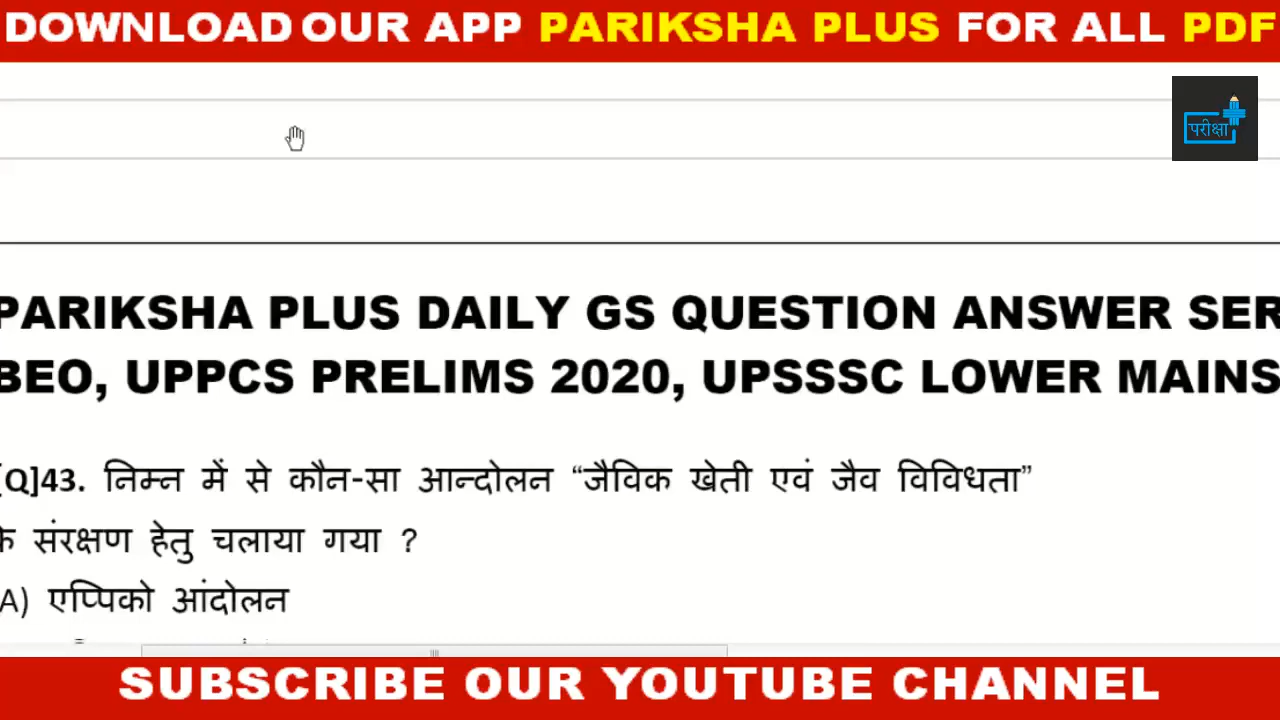 DOWNLOAD OUR APP PARIKSHA PLUS FOR ALL PDF
परीक्षा
PARIKSHA PLUS DAILY GS QUESTION ANSWER SER
BEO, UPPCS PRELIMS 2020, UPSSSC LOWER MAINS
[Q]43. निम्न में से कौन-सा आन्दोलन “जैविक खेती एवं जैव विविधता”
के संरक्षण हेतु चलाया गया ?
A) एप्पिको आंदोलन
SUBSCRIBE OUR YOUTUBE CHANNEL